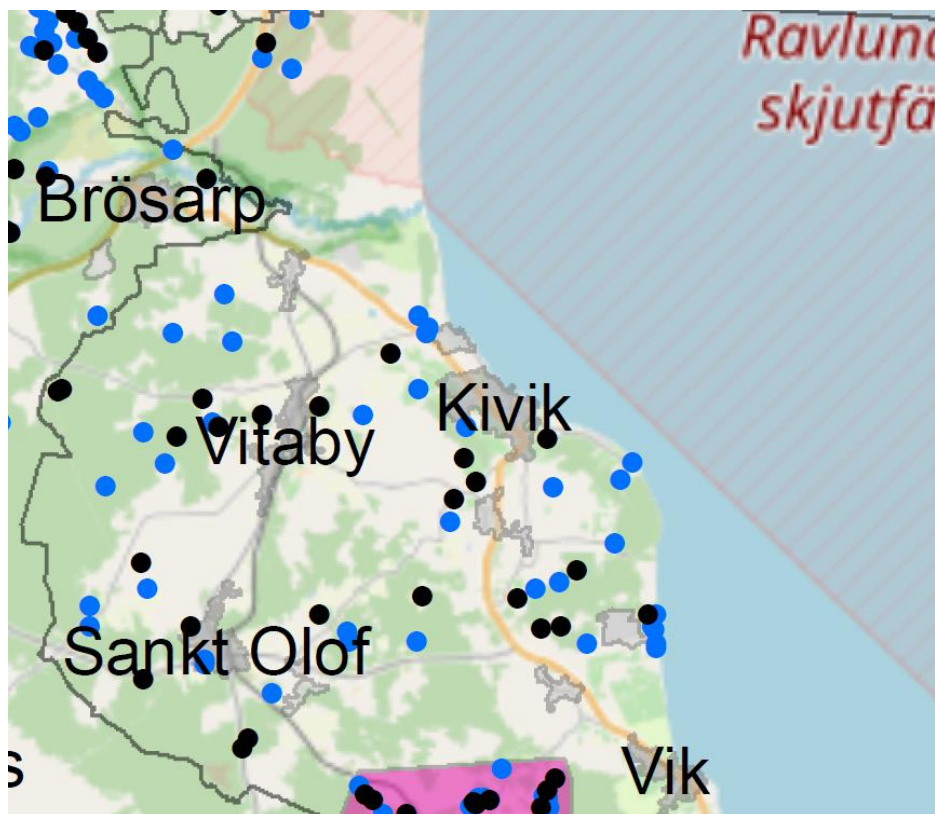 Ravlund
skjutfä
Brösarp
Kivik
Vitaby
Sankt Olof
Vik
s